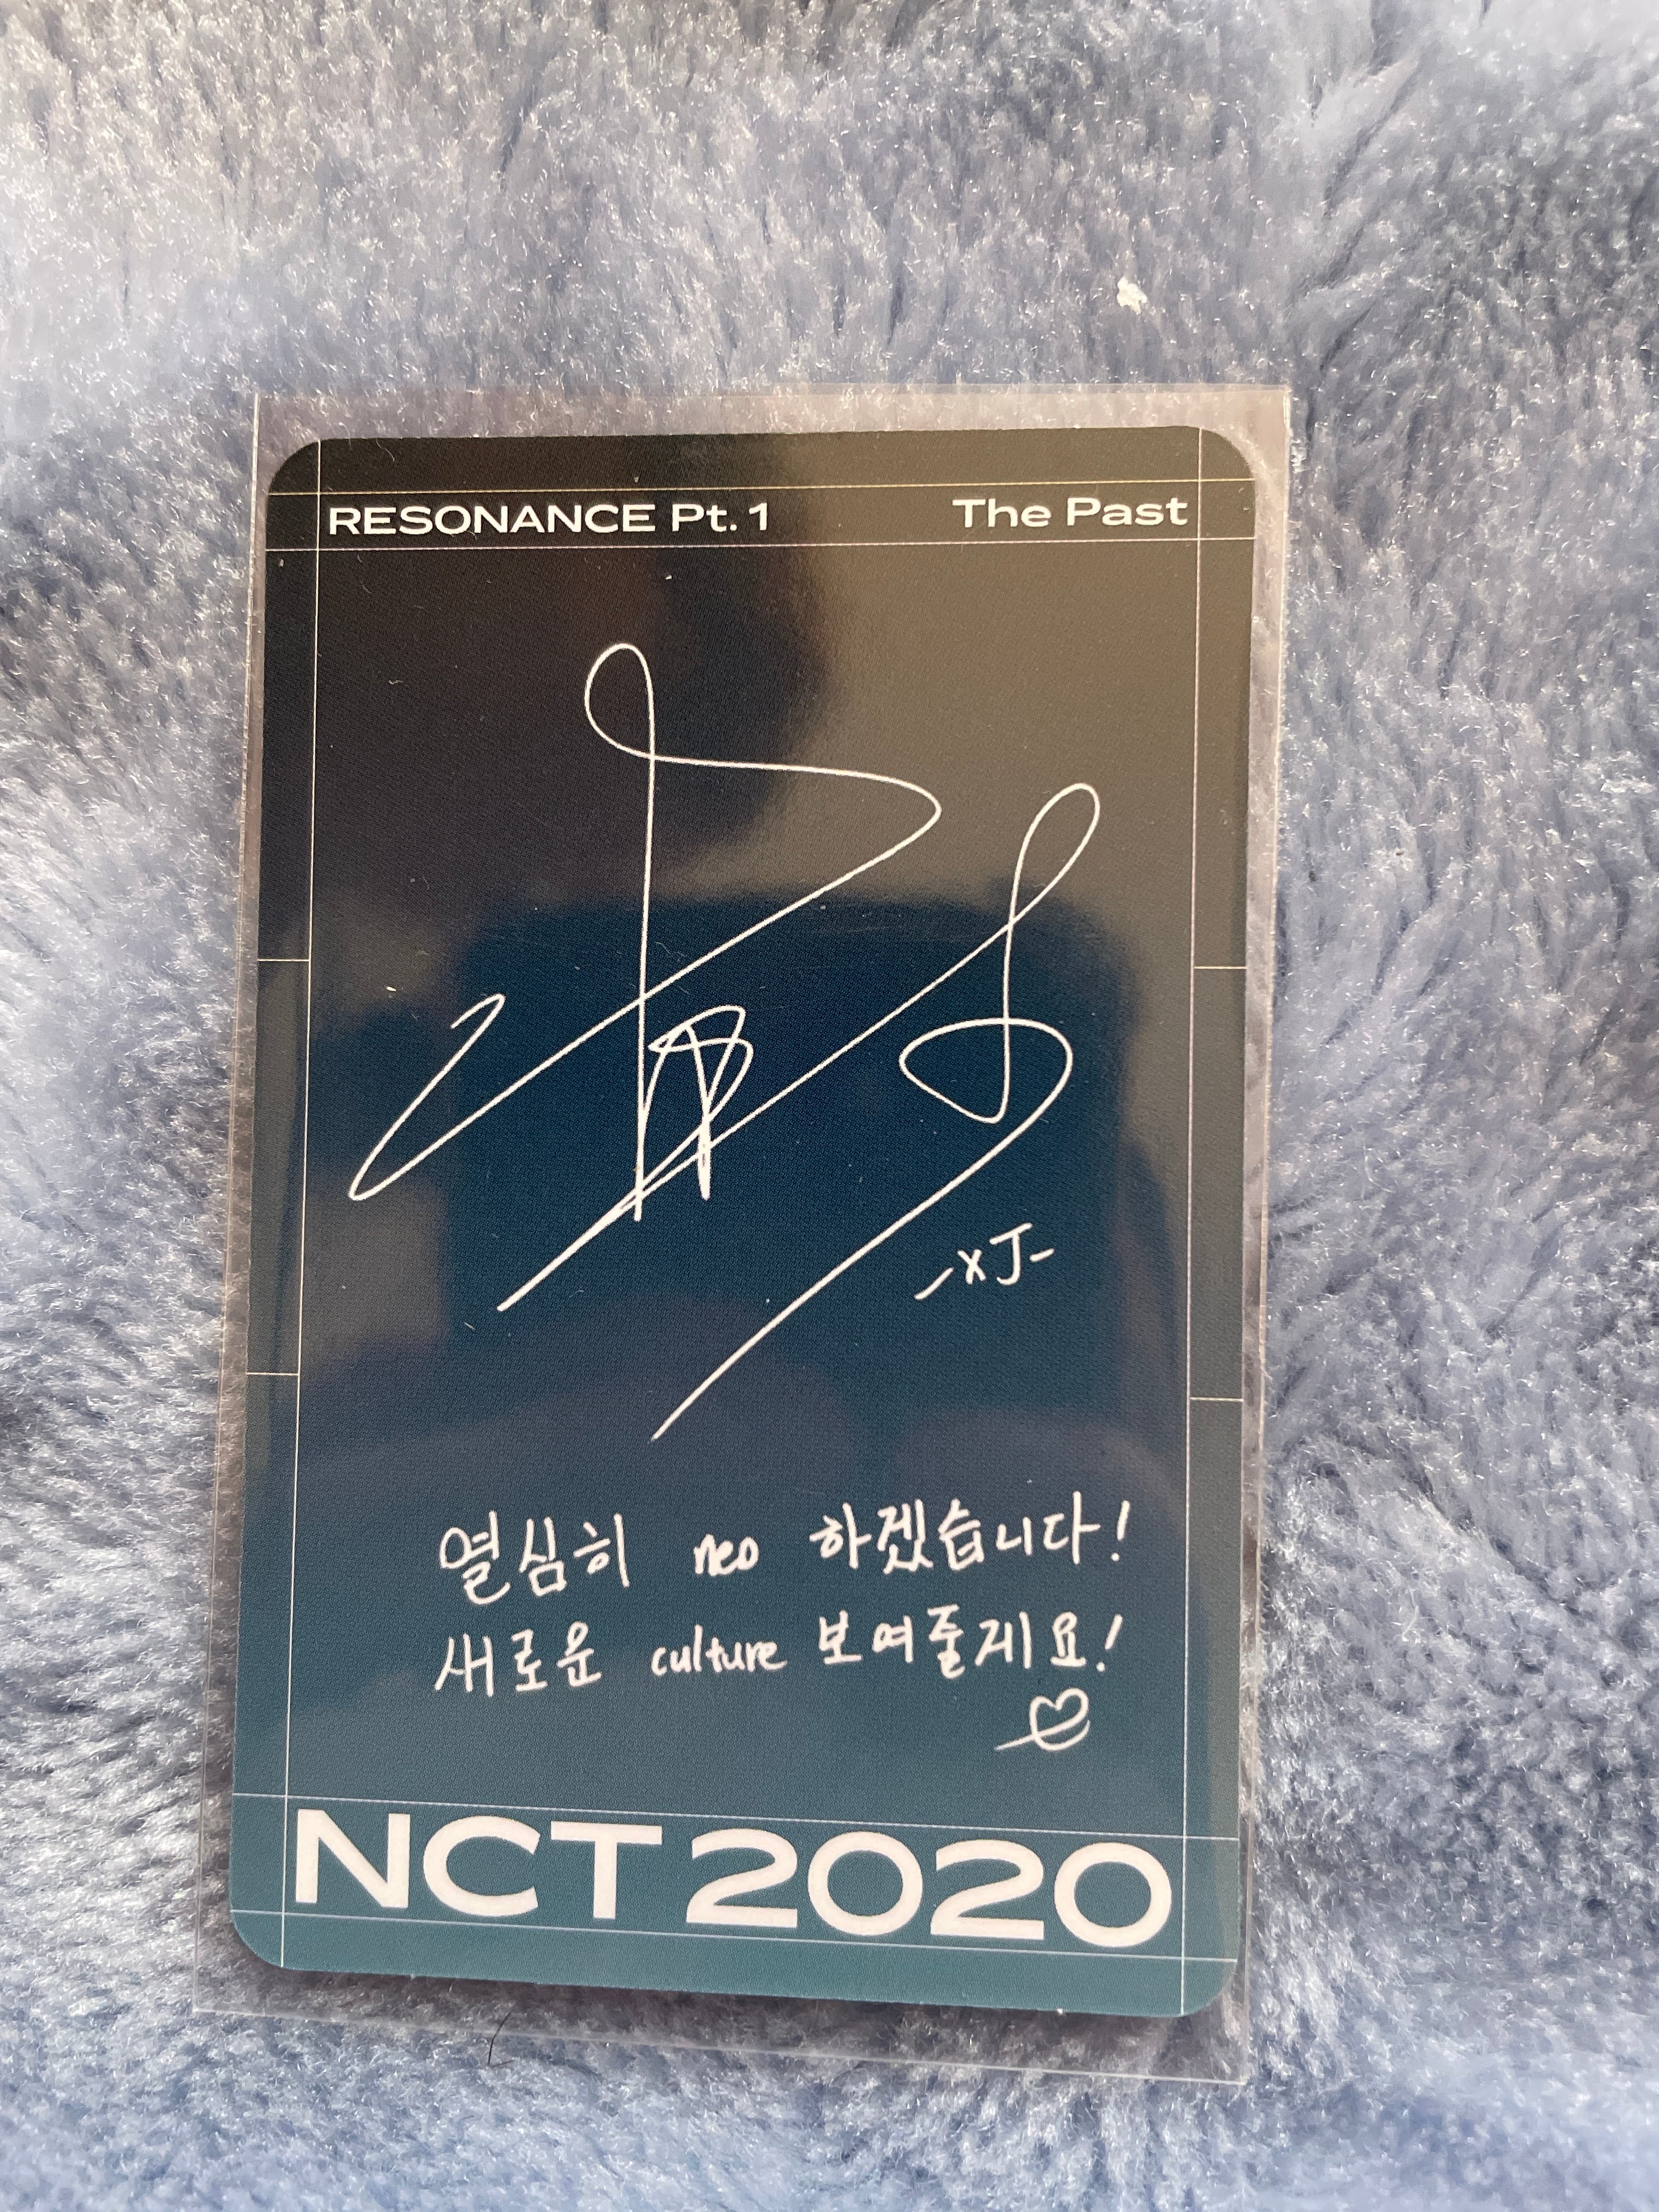 RESONANCE Pt. 1 The Past
-xJ-
열심히 neo 하겠습니다!
새로운 culture 보여줄게요!
NCT 2020